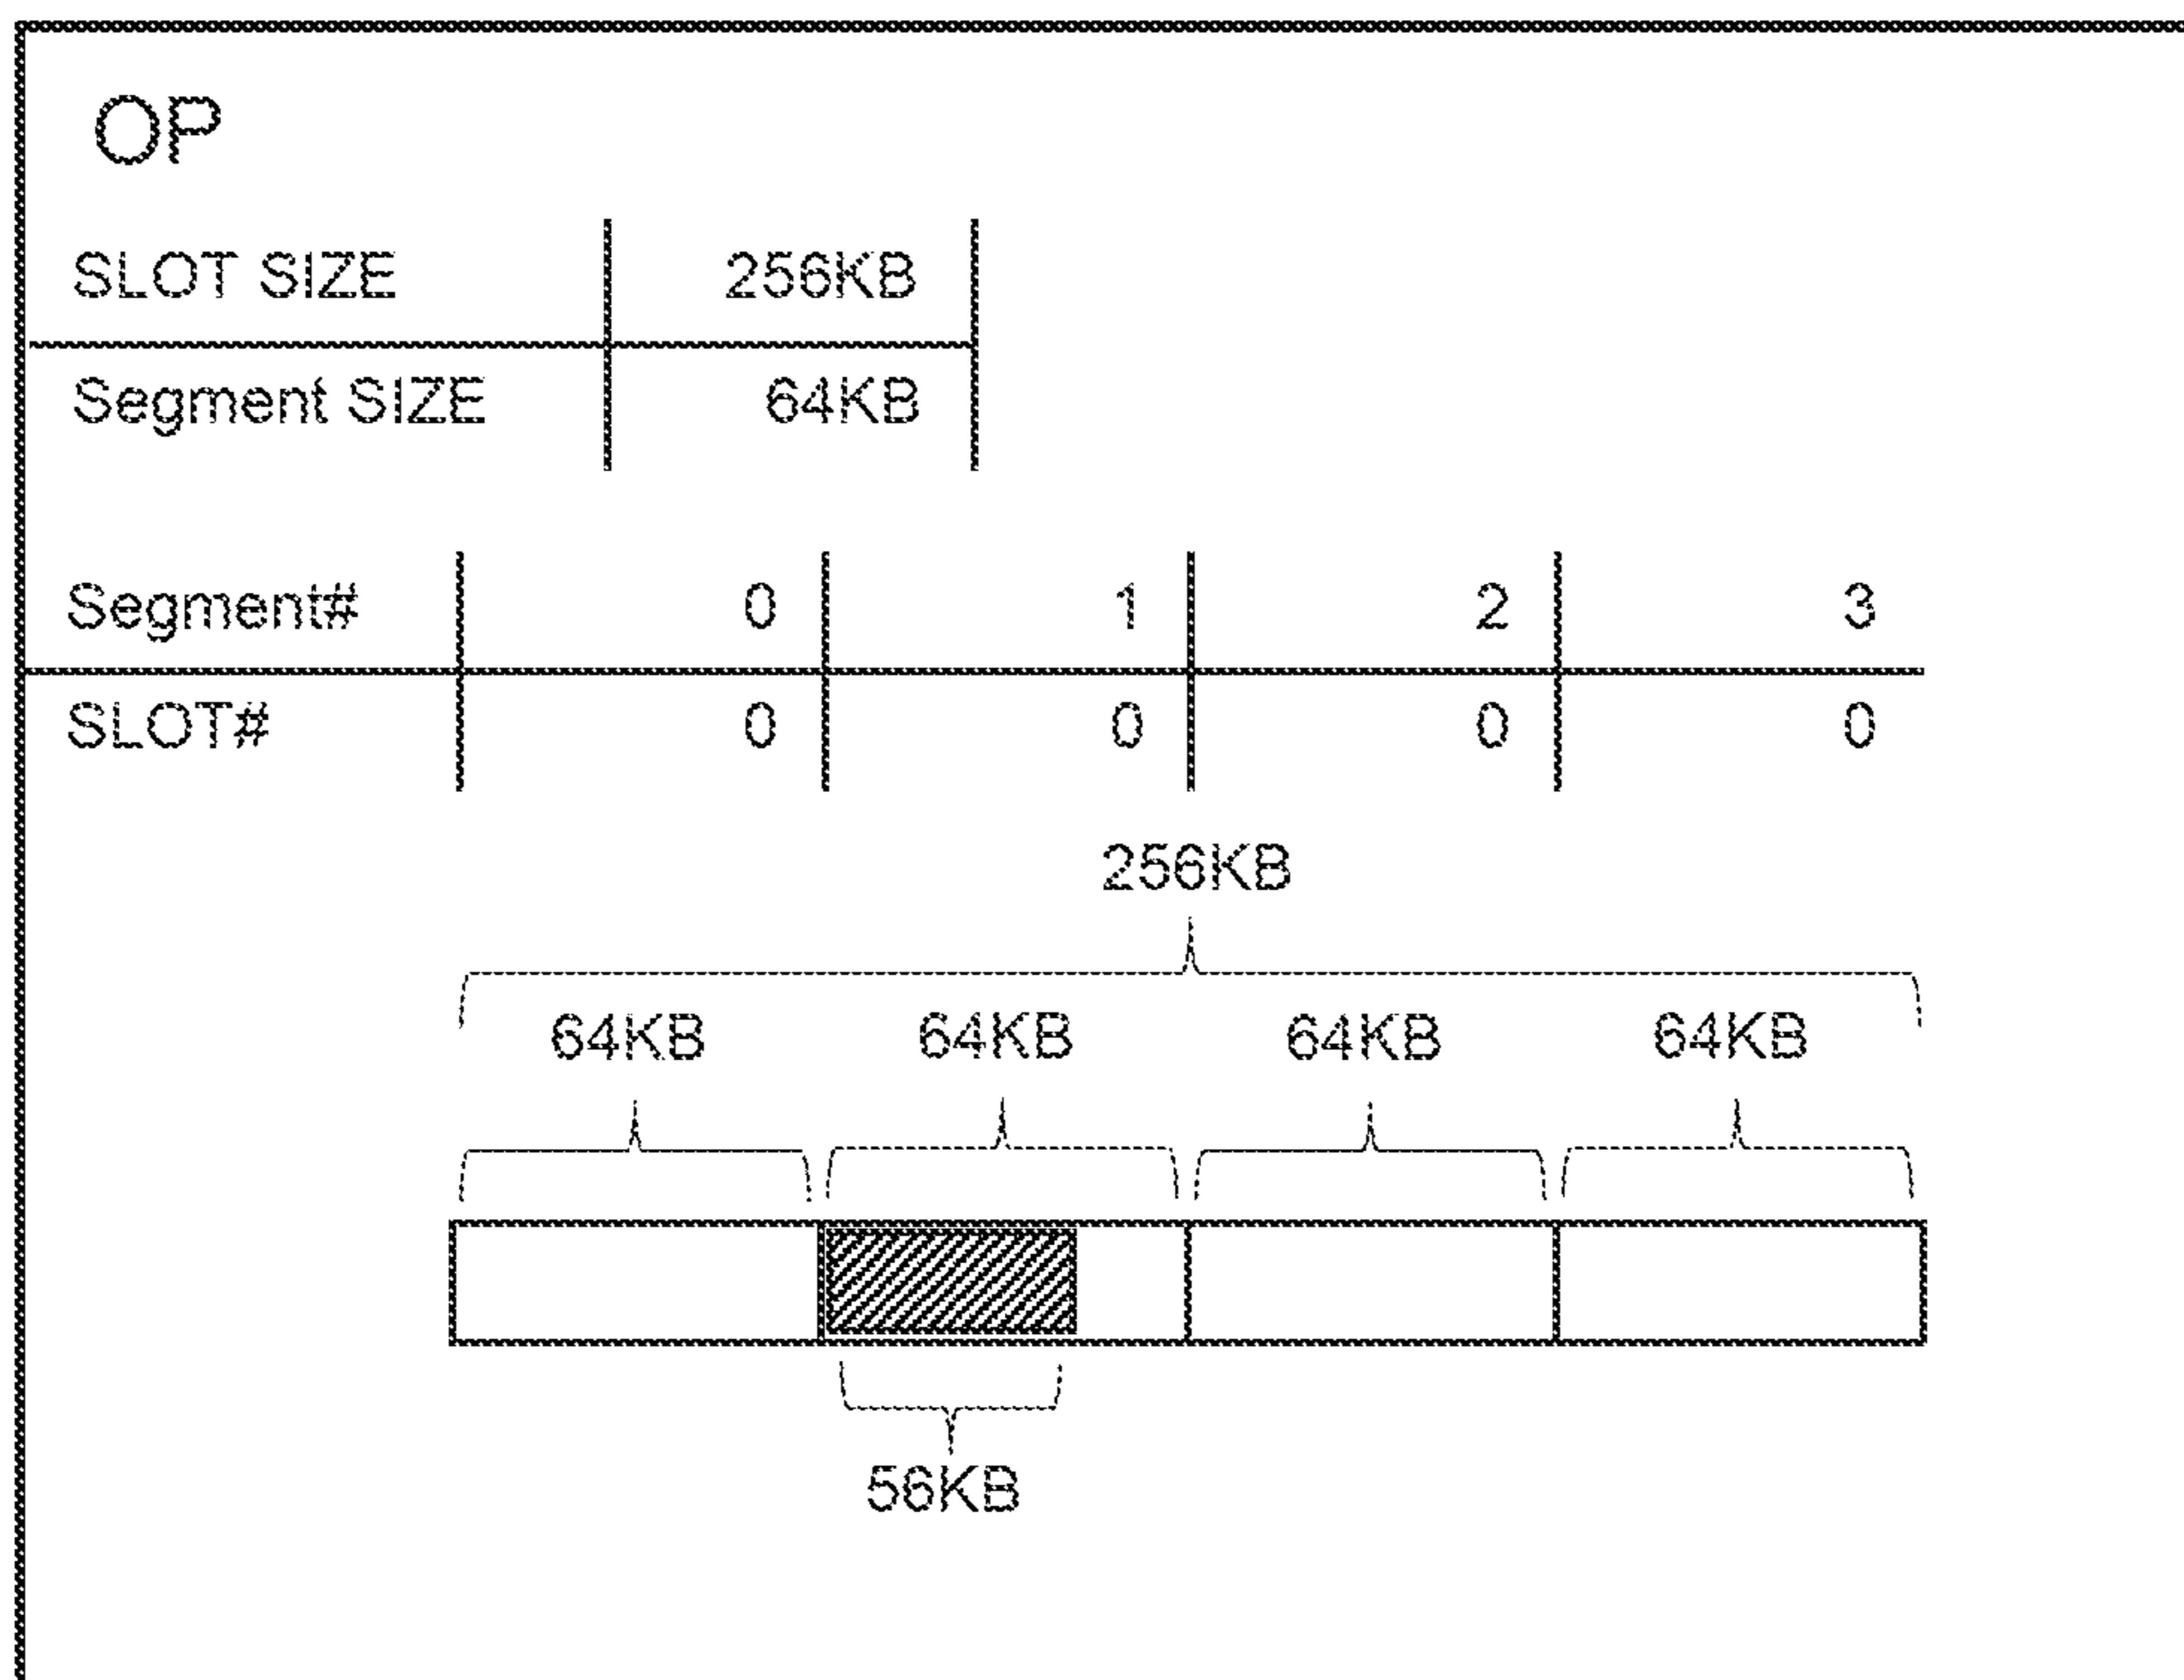 OP
SLOT SIZE 256KB
Segment SIZE 64KB
Segment# 0 1 2 3
SLOT# 0 0 0 0
256KB
64KB 64KB 64KB 64KB
56KB